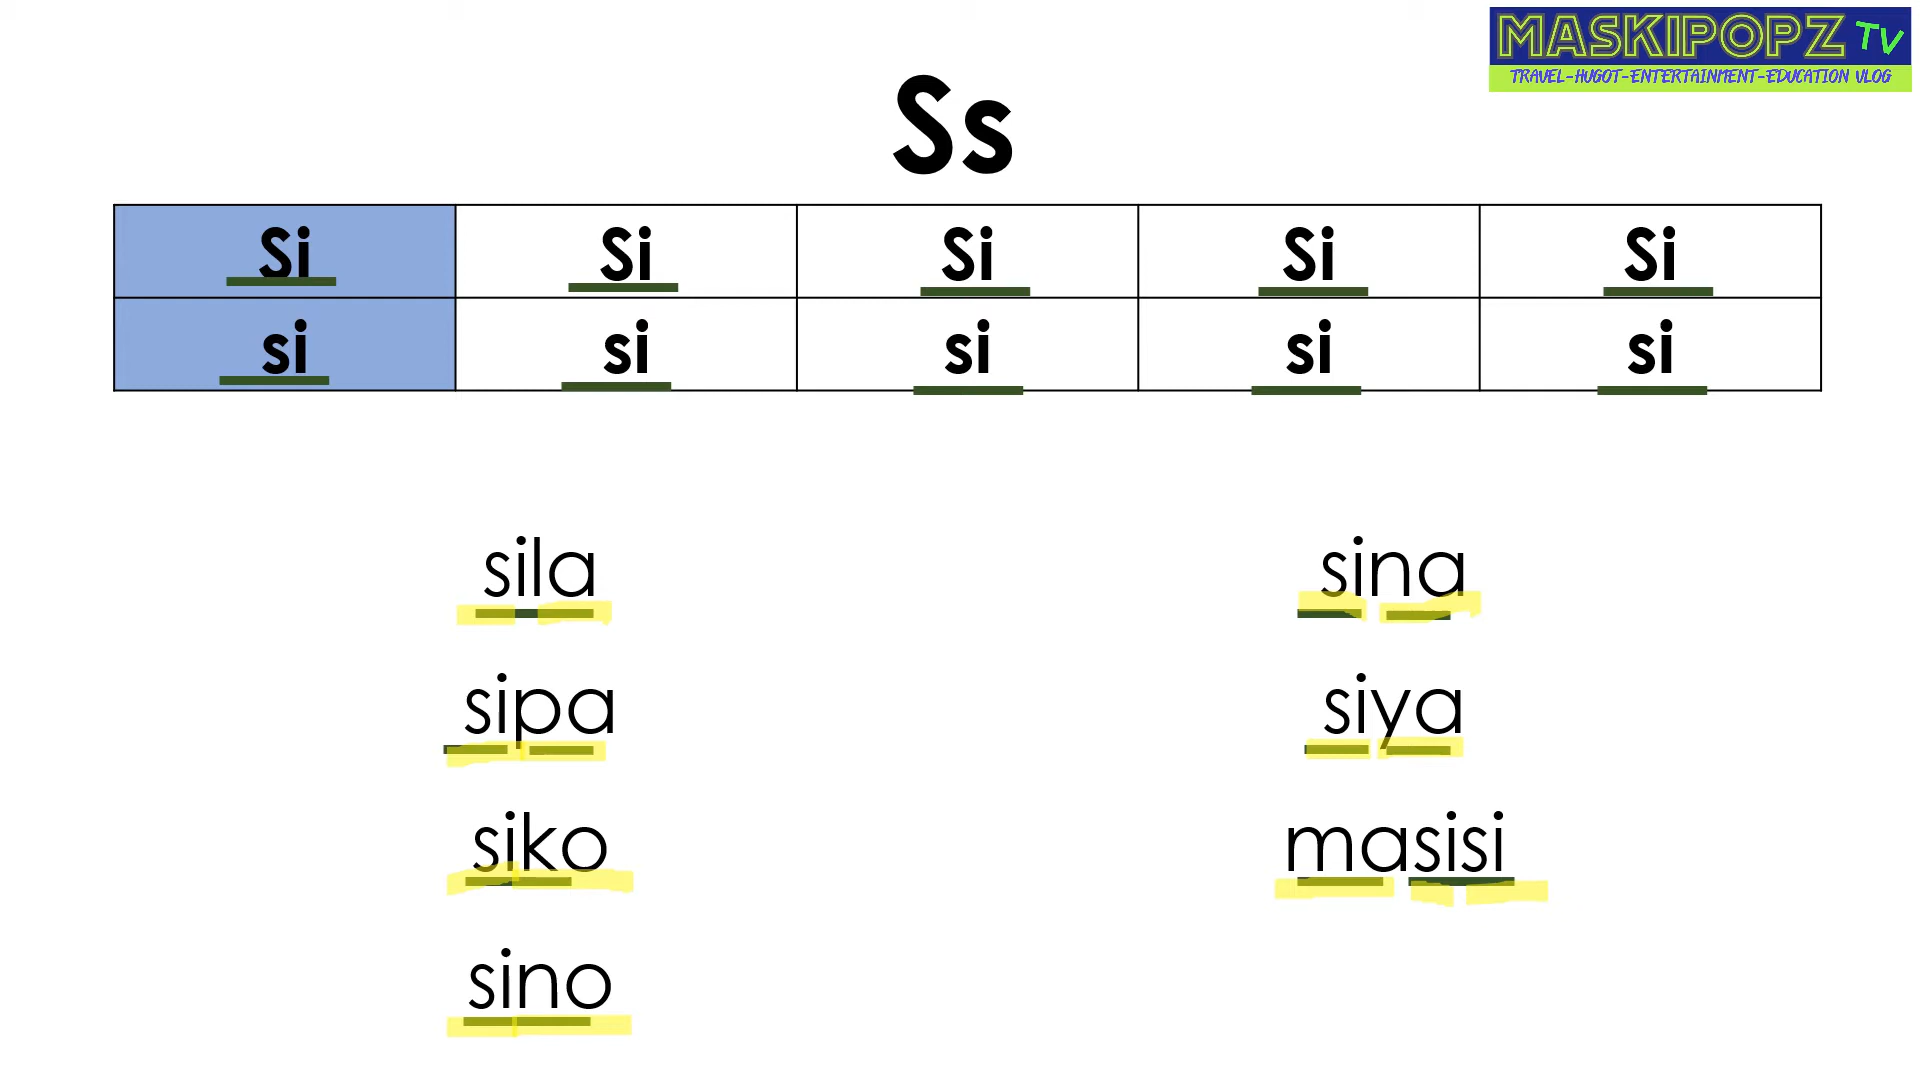 MASKIPOPZ TV
TRAVEL-HUGOT-ENTERTAINMENT-EDUCATION VLOG
Ss
Si Si Si Si Si
si si si si si
sila sina
sipa siya
siko masisi
sino